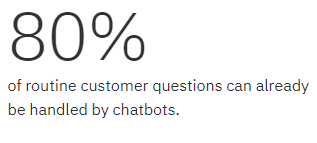 80%
of routine customer questions can already
be handled by chatbots.